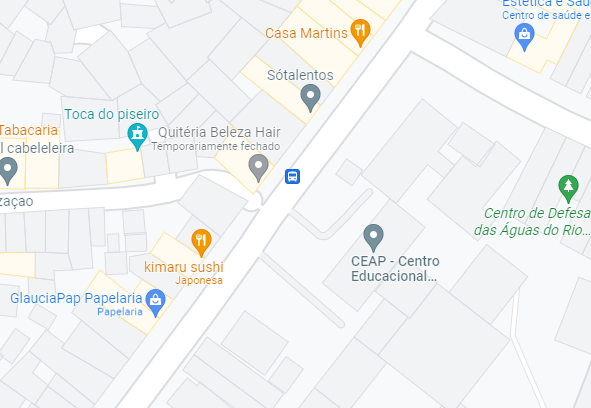 Estética e Saú
Centro de saúde e
Casa Martins
Sótalentos
Toca do piseiro
Quitéria Beleza Hair
Temporariamente fechado
Tabacaria
l cabeleleira
zaçao
Centro de Defesa
das Águas do Rio...
kimaru sushi
Japonesa
CEAP - Centro
Educacional...
GlauciaPap Papelaria
Papelaria